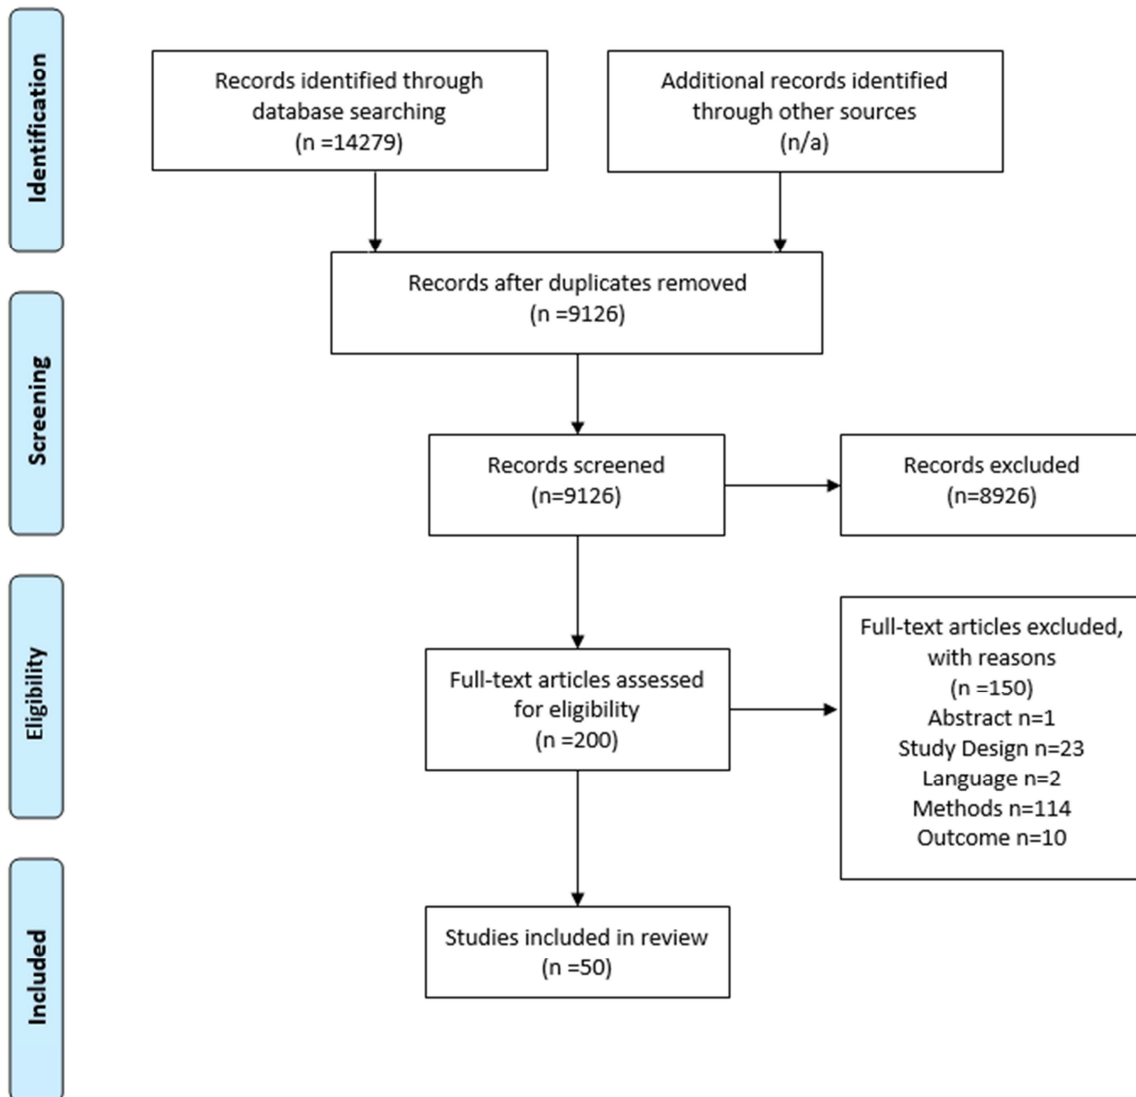 Identification
Records identified through
database searching
(n =14279)
Additional records identified
through other sources
(n/a)
Records after duplicates removed
(n =9126)
Screening
Records screened
(n=9126)
Records excluded
(n=8926)
Eligibility
Full-text articles assessed
for eligibility
(n =200)
Full-text articles excluded,
with reasons
(n =150)
Abstract n=1
Study Design n=23
Language n=2
Methods n=114
Outcome n=10
Included
Studies included in review
(n =50)